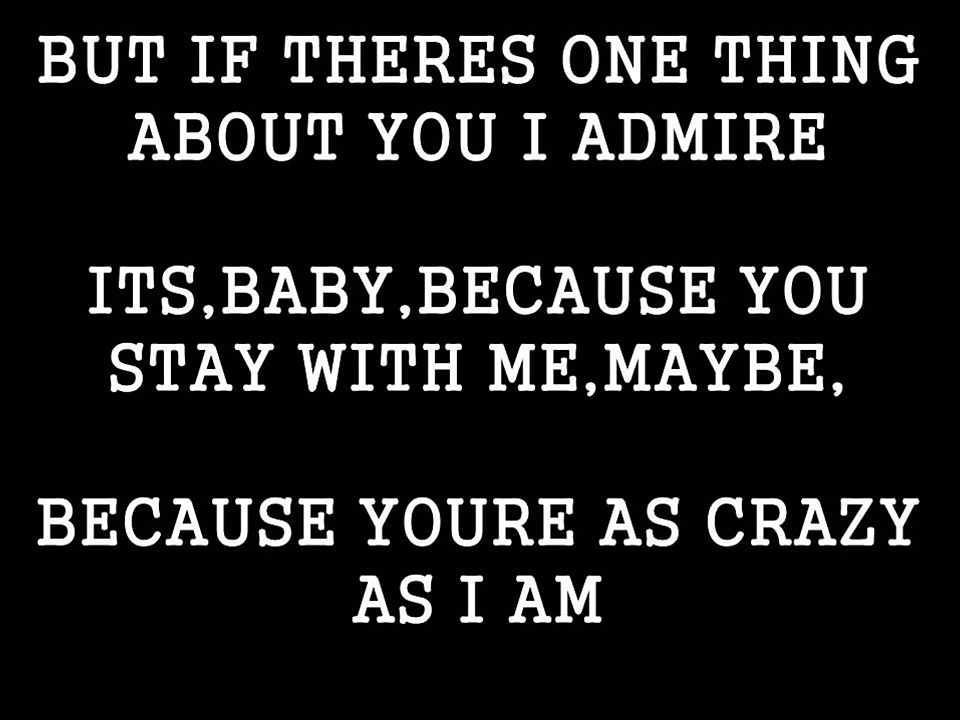 BUT IF THERES ONE THING
ABOUT YOU I ADMIRE
ITS,BABY,BECAUSE YOU
STAY WITH ME,MAYBE,
BECAUSE YOURE AS CRAZY
AS I AM